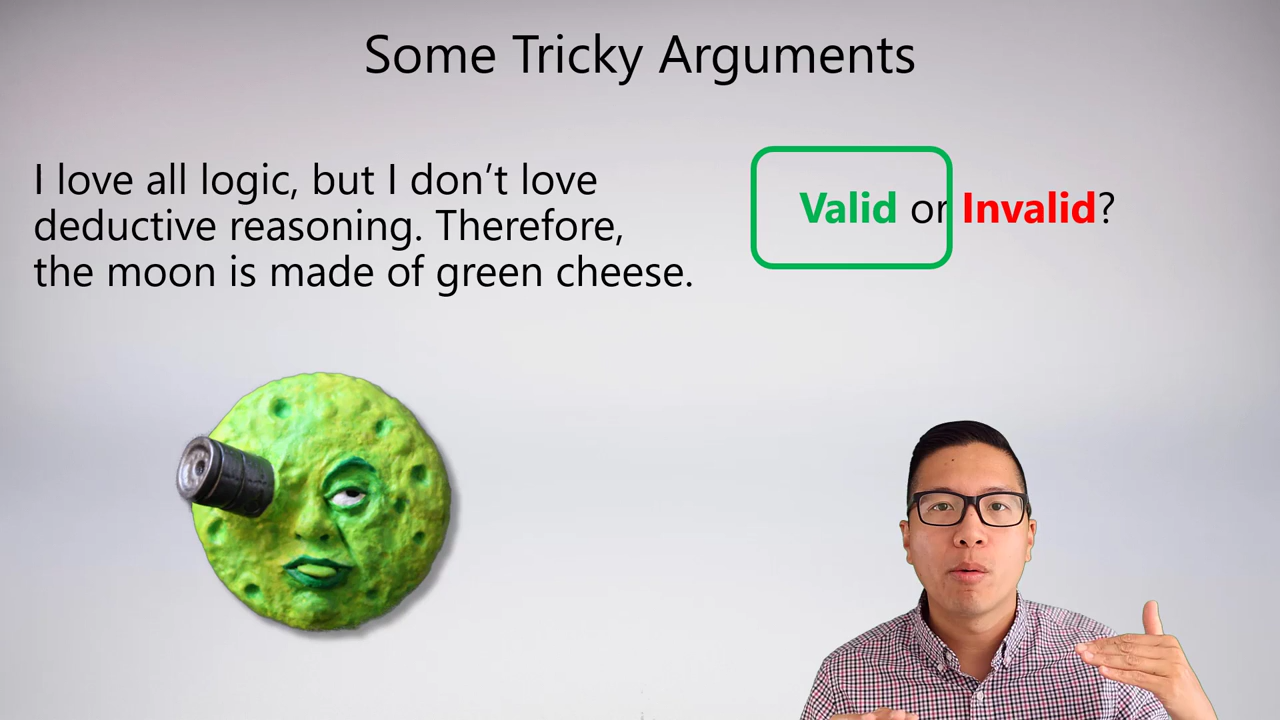 Some Tricky Arguments
I love all logic, but I don’t love
deductive reasoning. Therefore,
the moon is made of green cheese.
Valid or Invalid?